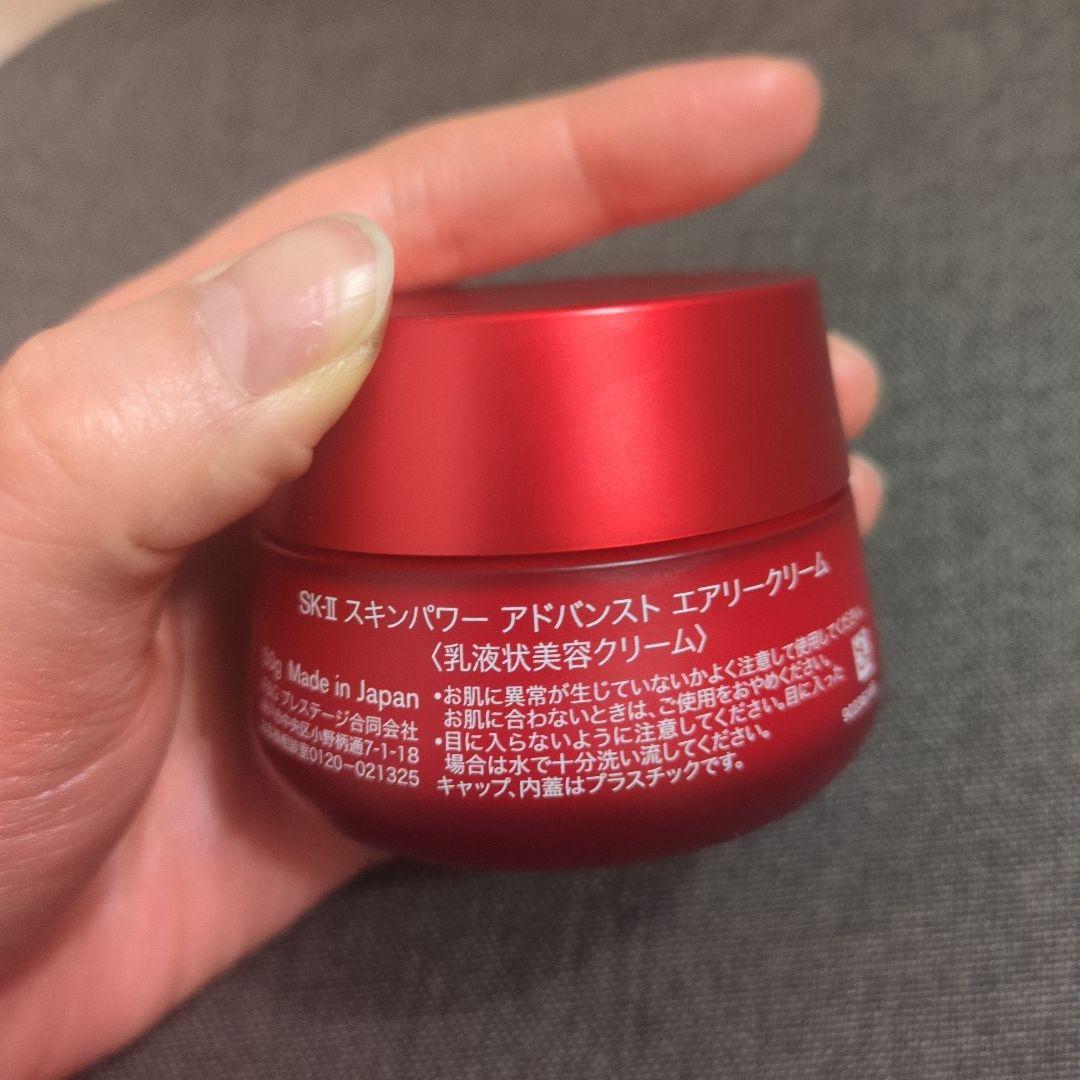 SK-II スキンパワー アドバンスト エアリークリーム
〈乳液状美容クリーム〉
Made in Japan
プレステージ合同会社
中央区小野柄通7-1-18
0120-021325
•お肌に異常が生じていないかよく注意して使用してください。
お肌に合わないときは、ご使用をおやめください。
•目に入らないように注意してください。目に入った
場合は水で十分洗い流してください。
キャップ、内蓋はプラスチックです。